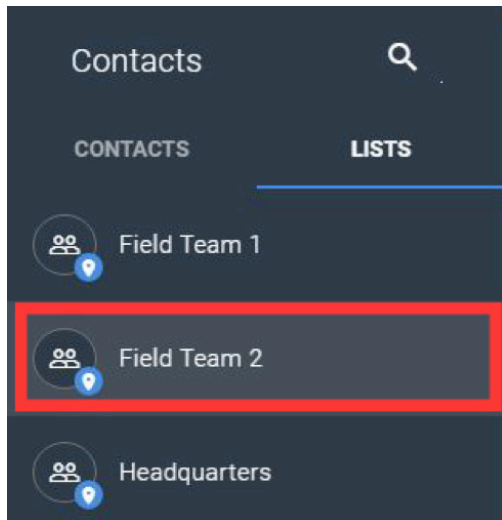 Contacts
CONTACTS LISTS
Field Team 1
Field Team 2
Headquarters